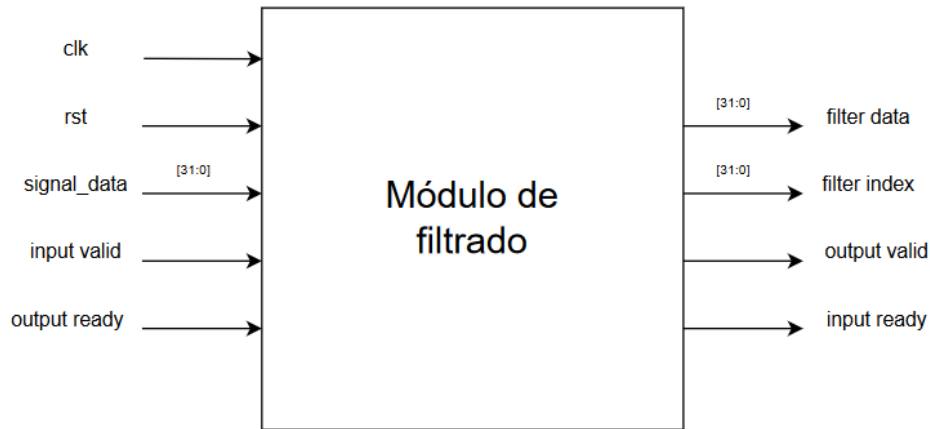 clk
rst
signal_data
[31:0]
input valid
output ready
Módulo de
filtrado
[31:0]
filter data
[31:0]
filter index
output valid
input ready